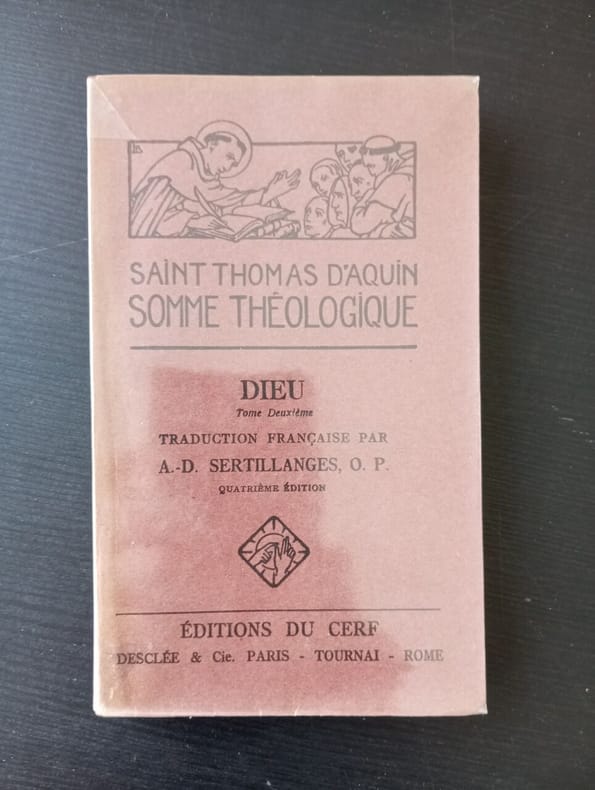 SAINT THOMAS D'AQUIN
SOMME THÉOLOGIQUE
DIEU
Tome Deuxième
TRADUCTION FRANÇAISE PAR
A.-D. SERTILLANGES, O. P.
QUATRIÈME ÉDITION
ÉDITIONS DU CERF
DESCLÉE & Cie. PARIS - TOURNAI - ROME